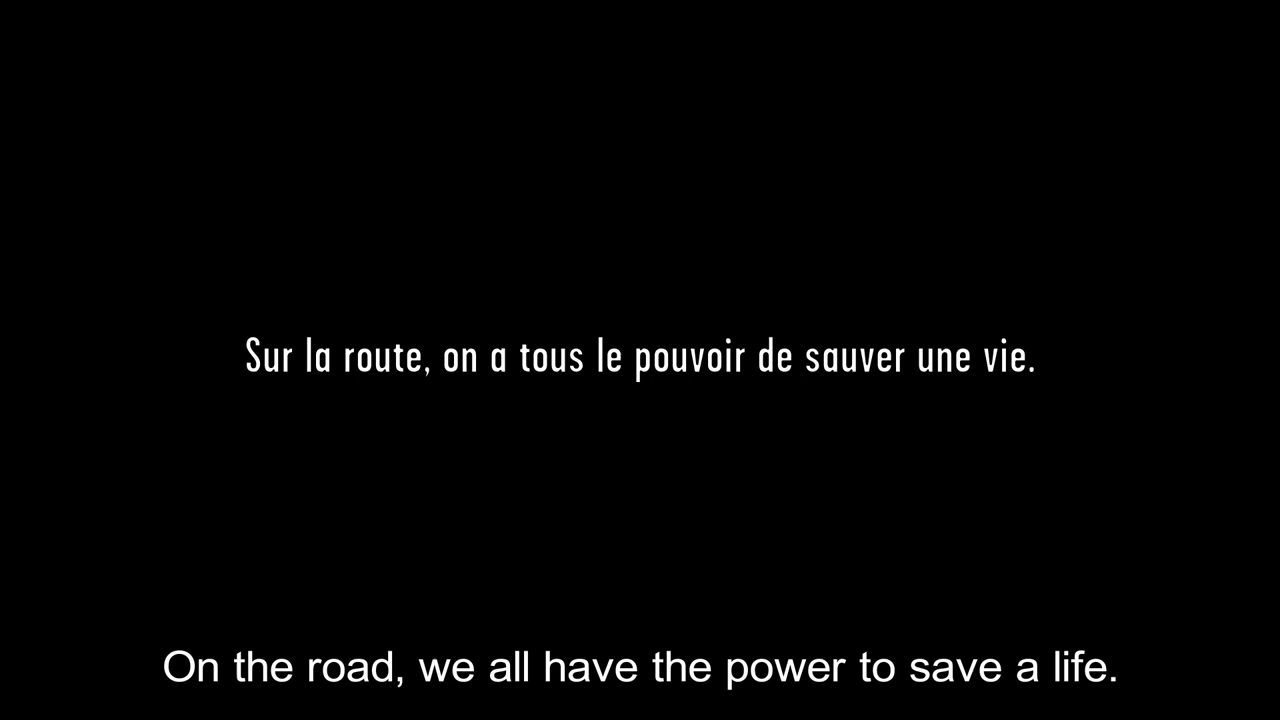 Sur la route, on a tous le pouvoir de sauver une vie.
On the road, we all have the power to save a life.